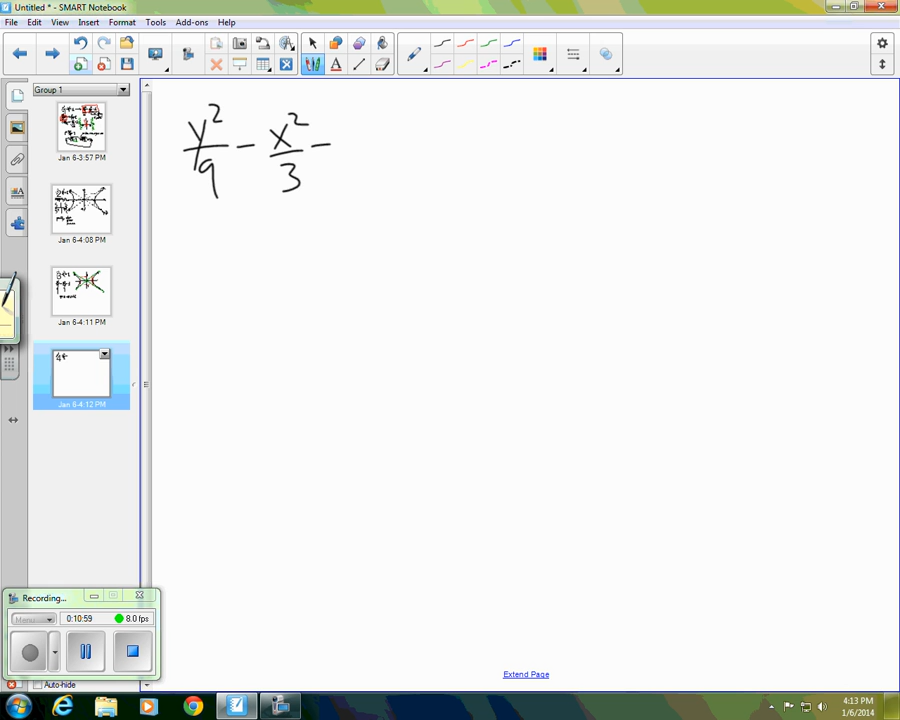 Untitled * - SMART Notebook
File Edit View Insert Format Tools Add-ons Help
Group 1
Jan 6-3:57 PM
Jan 6-4:08 PM
Jan 6-4:11 PM
Jan 6-4:12 PM
y²/9 - x²/3 -
Recording...
Menu
0:10:59 8.0 fps
Auto-hide
Extend Page
4:13 PM
1/6/2014